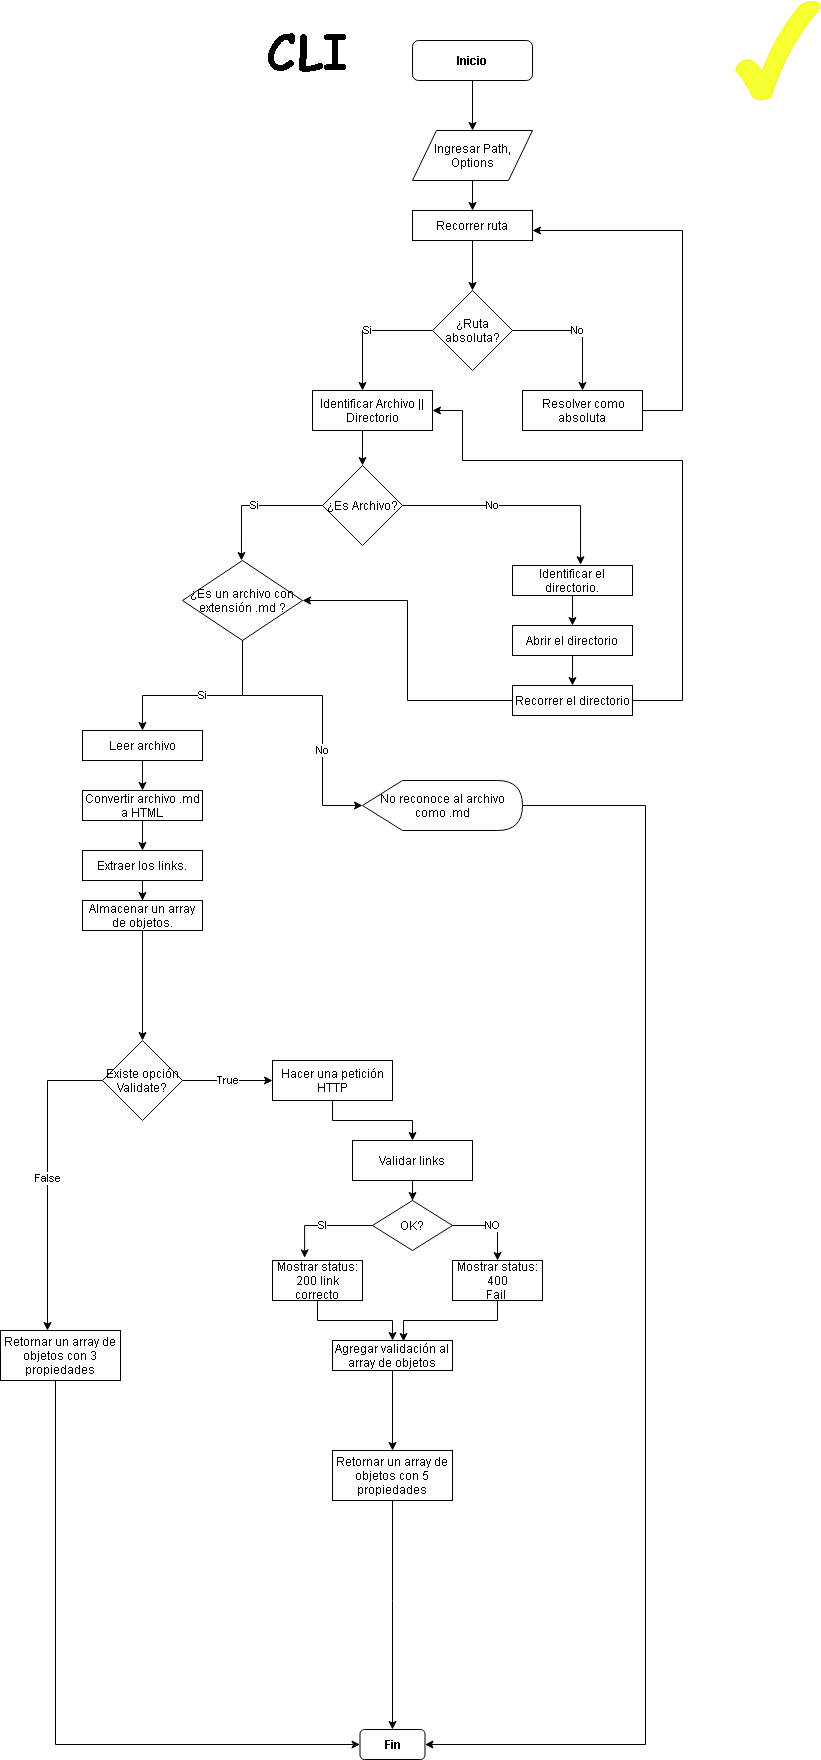 CLI
Inicio
Ingresar Path,
Options
Recorrer ruta
¿Ruta
absoluta?
Si
No
Identificar Archivo ||
Directorio
Resolver como
absoluta
¿Es Archivo?
Si
No
Identificar el
directorio.
¿Es un archivo con
extensión .md ?
Abrir el directorio
Recorrer el directorio
Si
No
Leer archivo
Convertir archivo .md
a HTML
No reconoce al archivo
como .md
Extraer los links.
Almacenar un array
de objetos.
Existe opción
Validate?
True
Hacer una petición
HTTP
False
Validar links
OK?
SI
NO
Mostrar status:
200 link
correcto
Mostrar status:
400
Fail
Retornar un array de
objetos con 3
propiedades
Agregar validación al
array de objetos
Retornar un array de
objetos con 5
propiedades
Fin